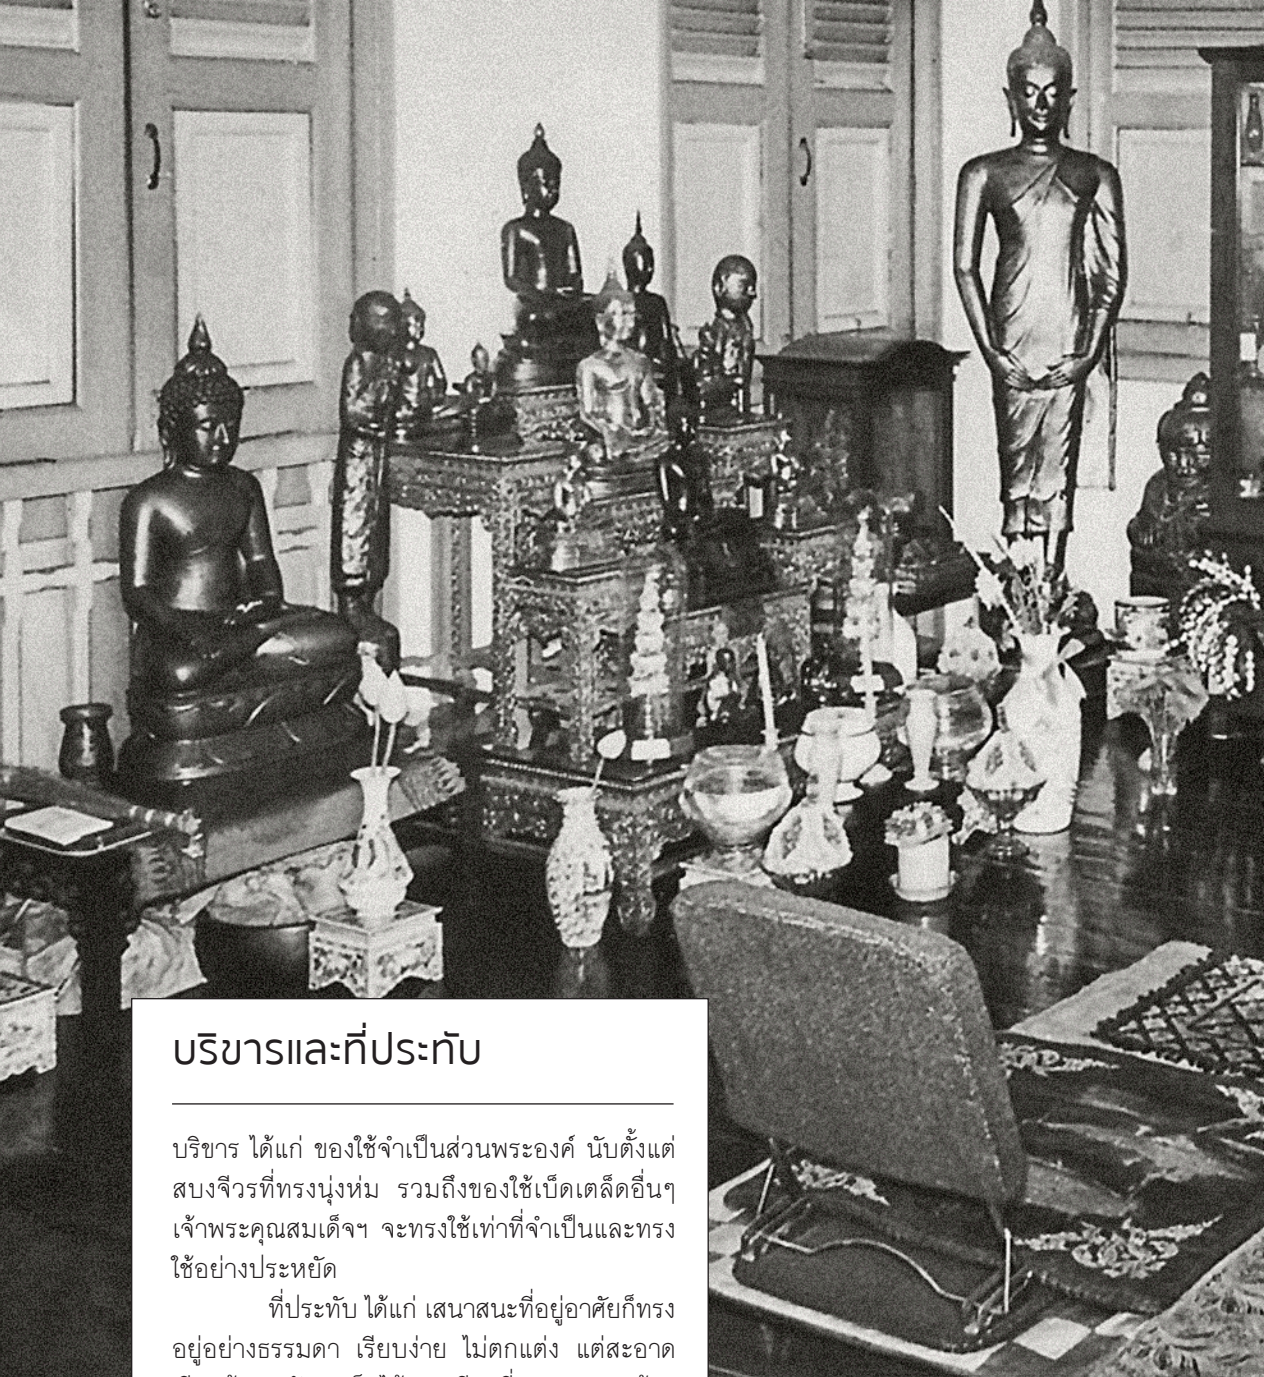 บริขารและที่ประทับ
บริขาร ได้แก่ ของใช้จำเป็นส่วนพระองค์ นับตั้งแต่
สบงจีวรที่ทรงนุ่งห่ม รวมถึงของใช้เบ็ดเตล็ดอื่นๆ
เจ้าพระคุณสมเด็จฯ จะทรงใช้เท่าที่จำเป็นและทรง
ใช้อย่างประหยัด
ที่ประทับ ได้แก่ เสนาสนะที่อยู่อาศัยก็ทรง
อยู่อย่างธรรมดา เรียบง่าย ไม่ตกแต่ง แต่สะอาด